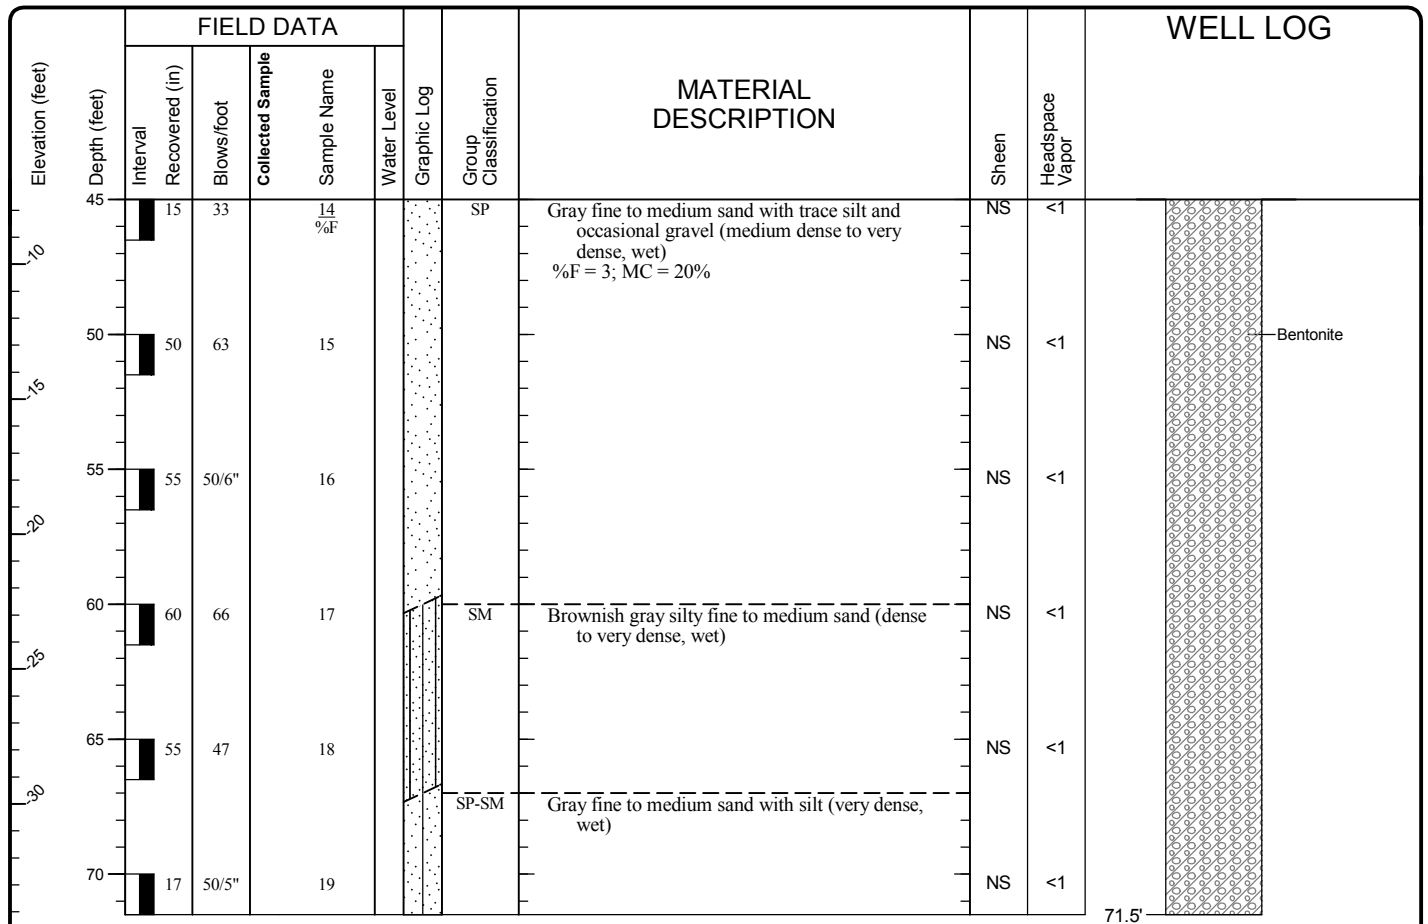 FIELD DATA
WELL LOG
Elevation (feet)
Depth (feet)
Interval
Recovered (in)
Blows/foot
Collected Sample
Sample Name
Water Level
Graphic Log
Group
Classification
MATERIAL
DESCRIPTION
Sheen
Headspace
Vapor
45 15 33 14 SP Gray fine to medium sand with trace silt and NS <1
%F occasional gravel (medium dense to very
dense, wet)
-10
%F = 3; MC = 20%
50 50 63 15 NS <1
Bentonite
-15
55 55 50/6" 16 NS <1
-20
60 60 66 17 SM Brownish gray silty fine to medium sand (dense NS <1
to very dense, wet)
-25
65 55 47 18 NS <1
-30
SP-SM Gray fine to medium sand with silt (very dense,
wet)
70 17 50/5" 19 NS <1
71.5'